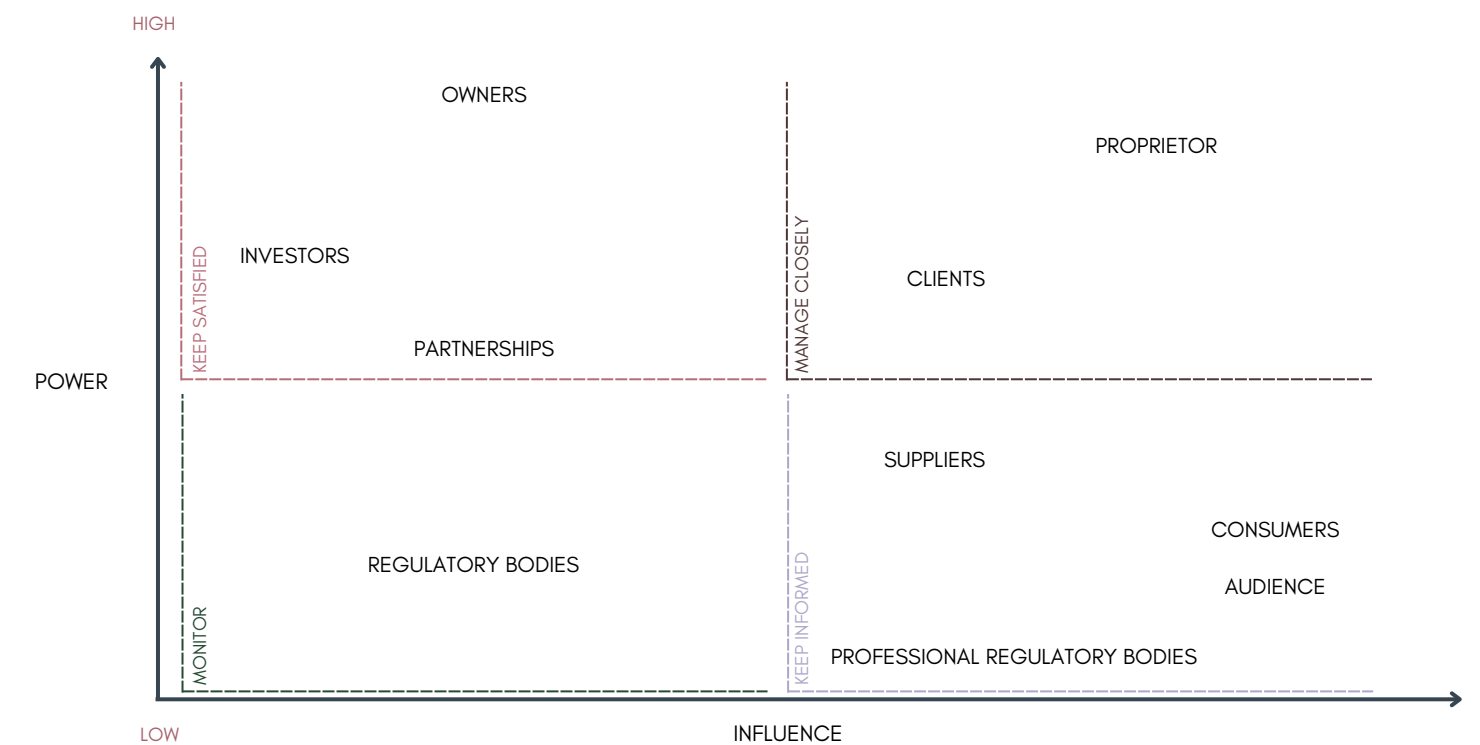 HIGH
OWNERS
PROPRIETOR
INVESTORS
CLIENTS
KEEP SATISFIED
MANAGE CLOSELY
PARTNERSHIPS
POWER
SUPPLIERS
CONSUMERS
REGULATORY BODIES
AUDIENCE
MONITOR
KEEP INFORMED
PROFESSIONAL REGULATORY BODIES
LOW
INFLUENCE